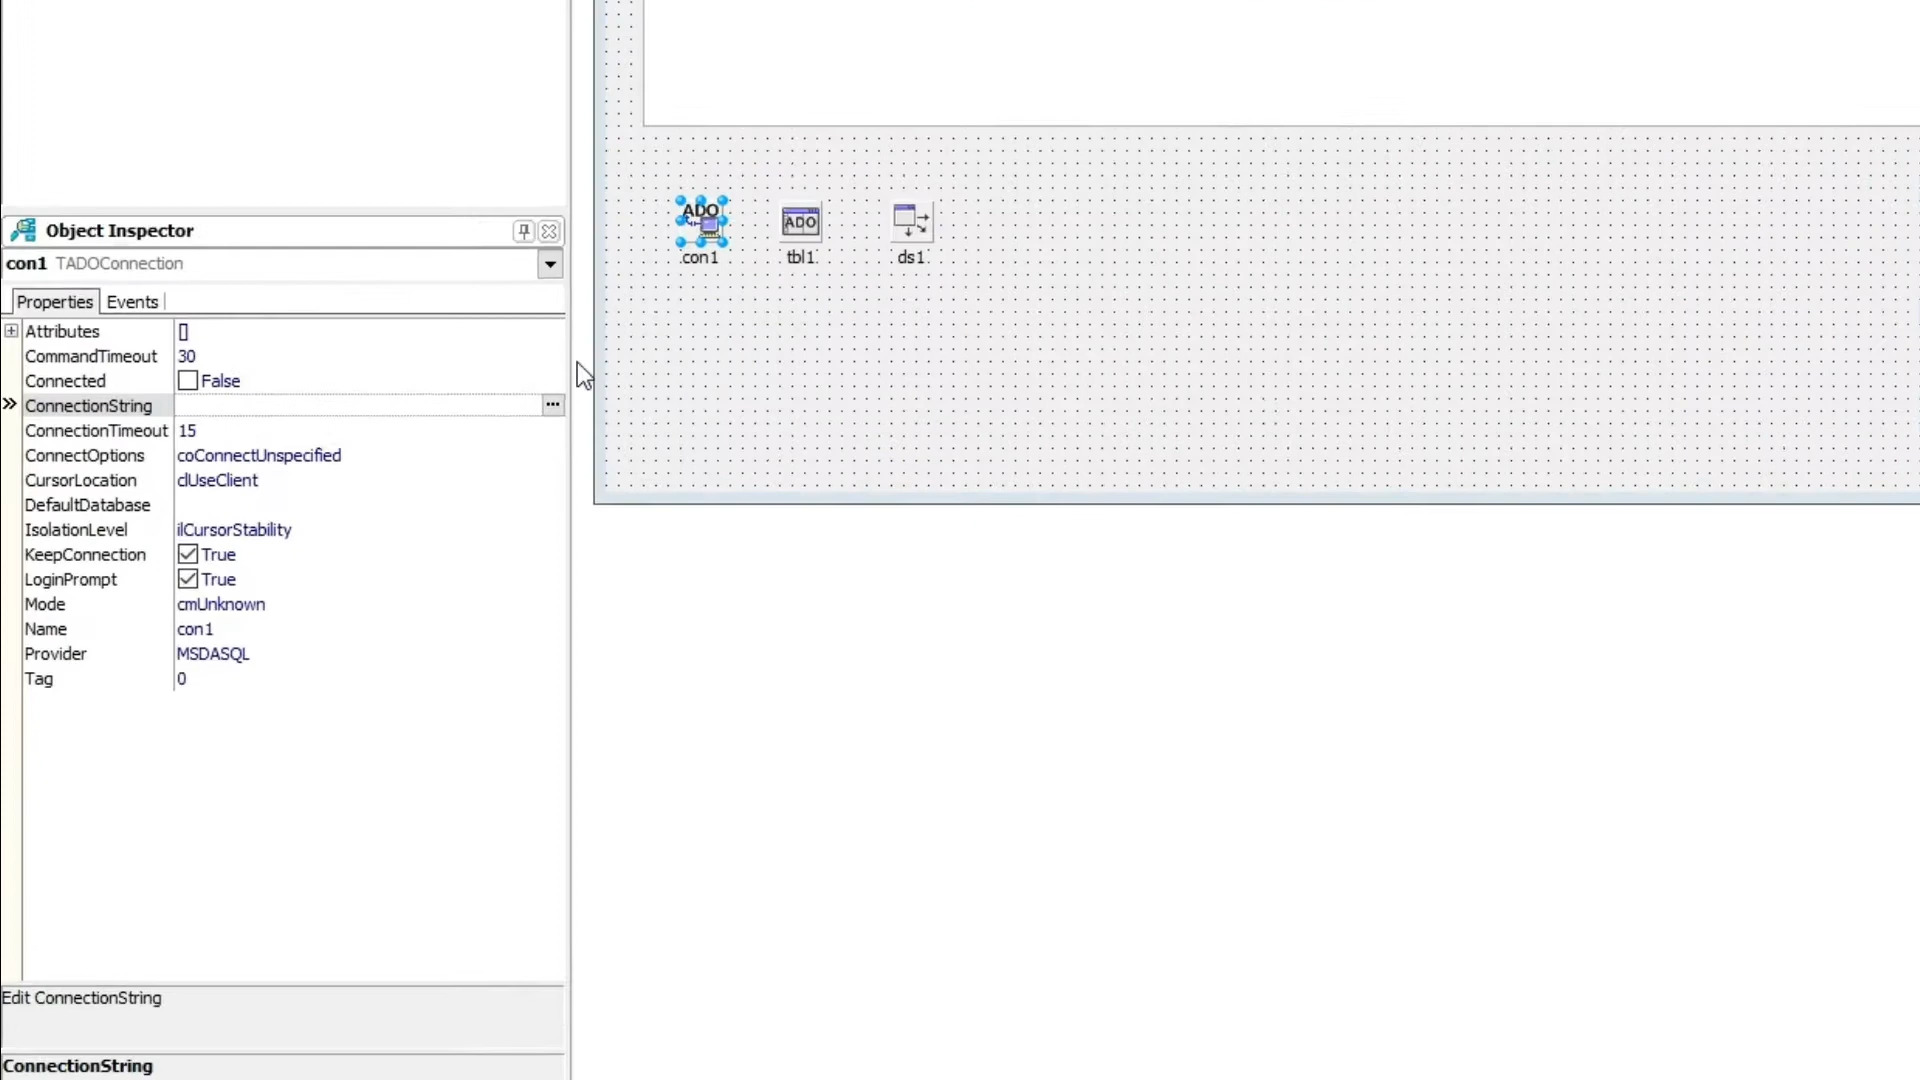 ADO
ADO
con1
tbl1
ds1
Object Inspector
con1 TADOConnection
Properties Events
Attributes []
CommandTimeout 30
Connected False
ConnectionString ...
ConnectionTimeout 15
ConnectOptions coConnectUnspecified
CursorLocation clUseClient
DefaultDatabase
IsolationLevel ilCursorStability
KeepConnection True
LoginPrompt True
Mode cmUnknown
Name con1
Provider MSDASQL
Tag 0
Edit ConnectionString
ConnectionString